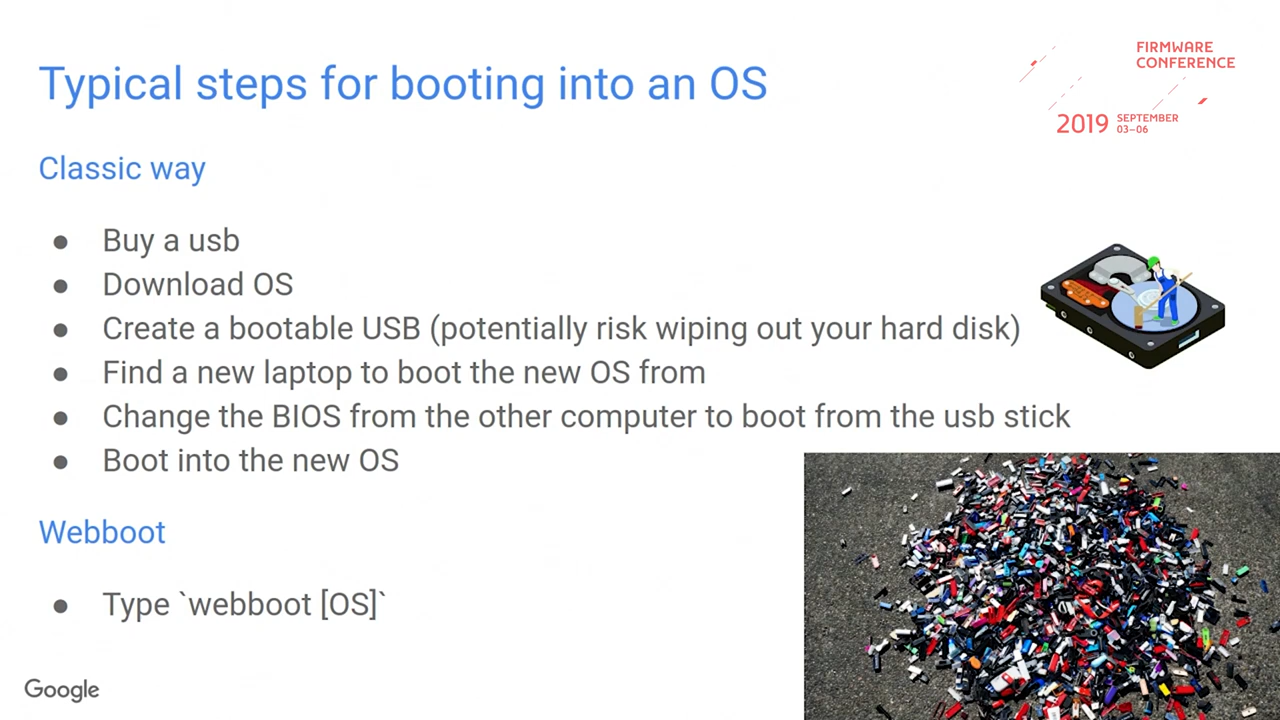 Typical steps for booting into an OS
FIRMWARE
CONFERENCE
2019 SEPTEMBER
03–06
Classic way
● Buy a usb
● Download OS
● Create a bootable USB (potentially risk wiping out your hard disk)
● Find a new laptop to boot the new OS from
● Change the BIOS from the other computer to boot from the usb stick
● Boot into the new OS
Webboot
● Type `webboot [OS]`
Google